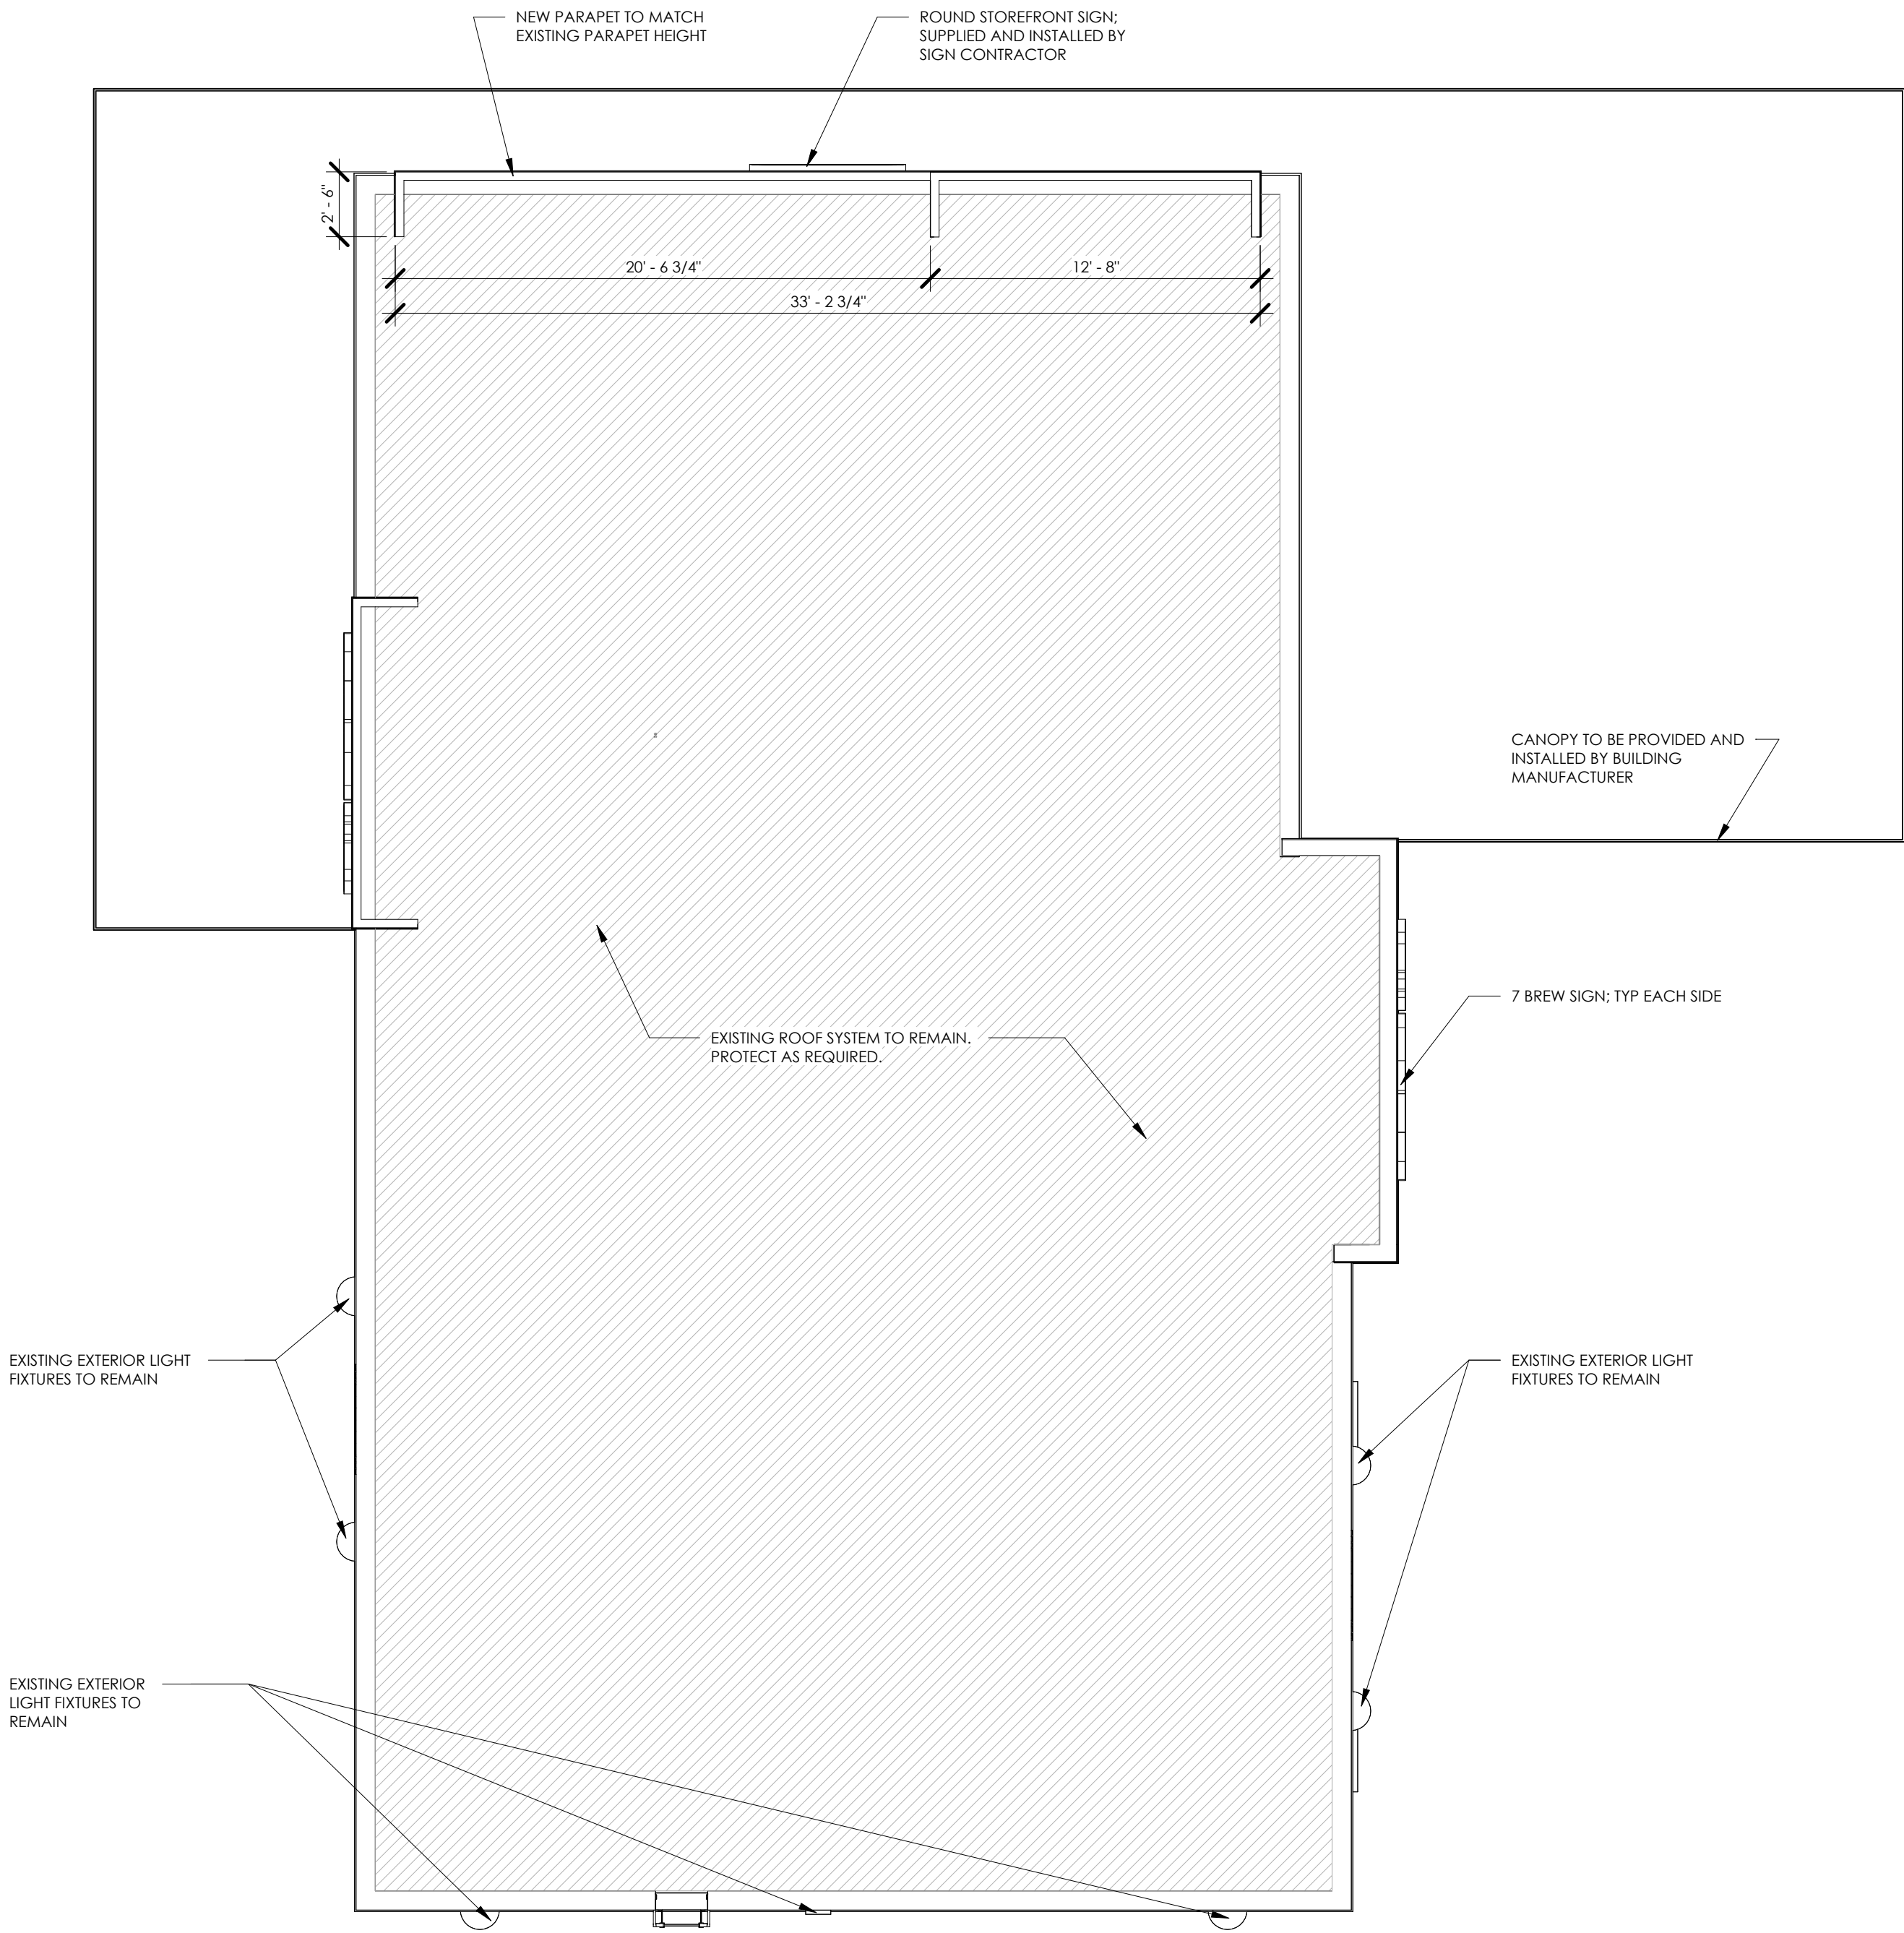 NEW PARAPET TO MATCH
EXISTING PARAPET HEIGHT
ROUND STOREFRONT SIGN;
SUPPLIED AND INSTALLED BY
SIGN CONTRACTOR
2' - 6"
20' - 6 3/4"
12' - 8"
33' - 2 3/4"
CANOPY TO BE PROVIDED AND
INSTALLED BY BUILDING
MANUFACTURER
7 BREW SIGN; TYP EACH SIDE
EXISTING ROOF SYSTEM TO REMAIN.
PROTECT AS REQUIRED.
EXISTING EXTERIOR LIGHT
FIXTURES TO REMAIN
EXISTING EXTERIOR LIGHT
FIXTURES TO REMAIN
EXISTING EXTERIOR
LIGHT FIXTURES TO
REMAIN